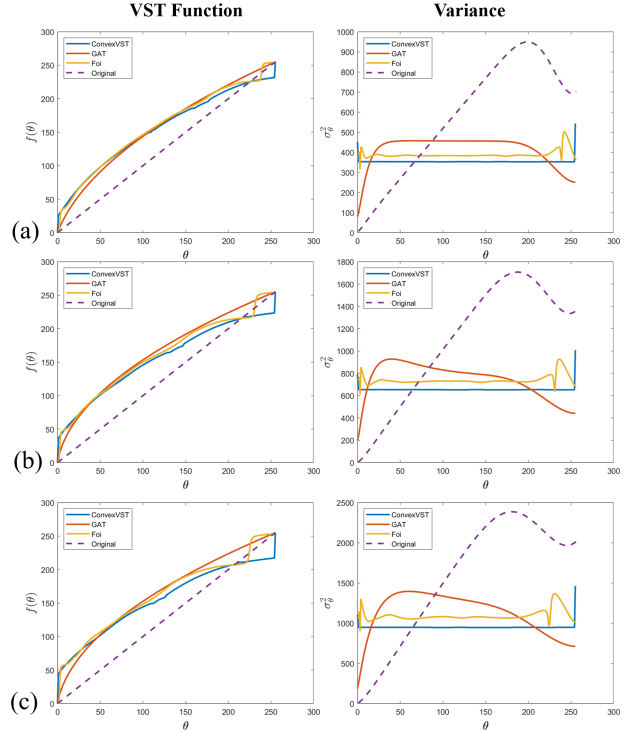 VST Function
Variance
300
250
200
150
100
50
0
f(θ)
ConvexVST
GAT
Foi
Original
0 50 100 150 200 250 300
θ
1000
900
800
700
600
500
400
300
200
100
0
σ²θ
ConvexVST
GAT
Foi
Original
0 50 100 150 200 250 300
θ
(a)
300
250
200
150
100
50
0
f(θ)
ConvexVST
GAT
Foi
Original
0 50 100 150 200 250 300
θ
1800
1600
1400
1200
1000
800
600
400
200
0
σ²θ
ConvexVST
GAT
Foi
Original
0 50 100 150 200 250 300
θ
(b)
300
250
200
150
100
50
0
f(θ)
ConvexVST
GAT
Foi
Original
0 50 100 150 200 250 300
θ
2500
2000
1500
1000
500
0
σ²θ
ConvexVST
GAT
Foi
Original
0 50 100 150 200 250 300
θ
(c)